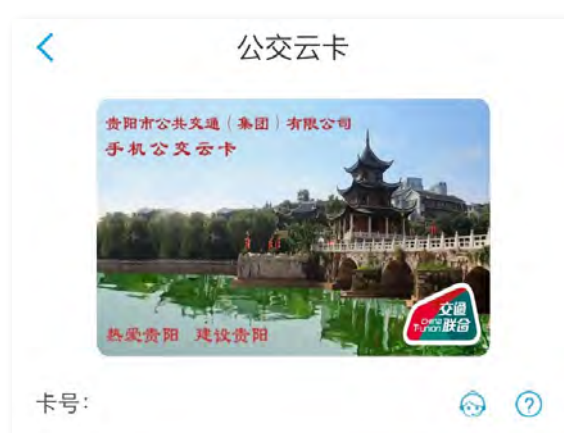 公交云卡
贵阳市公共交通（集团）有限公司
手机公交云卡
交通
China
T-union 联合
热爱贵阳 建设贵阳
卡号：